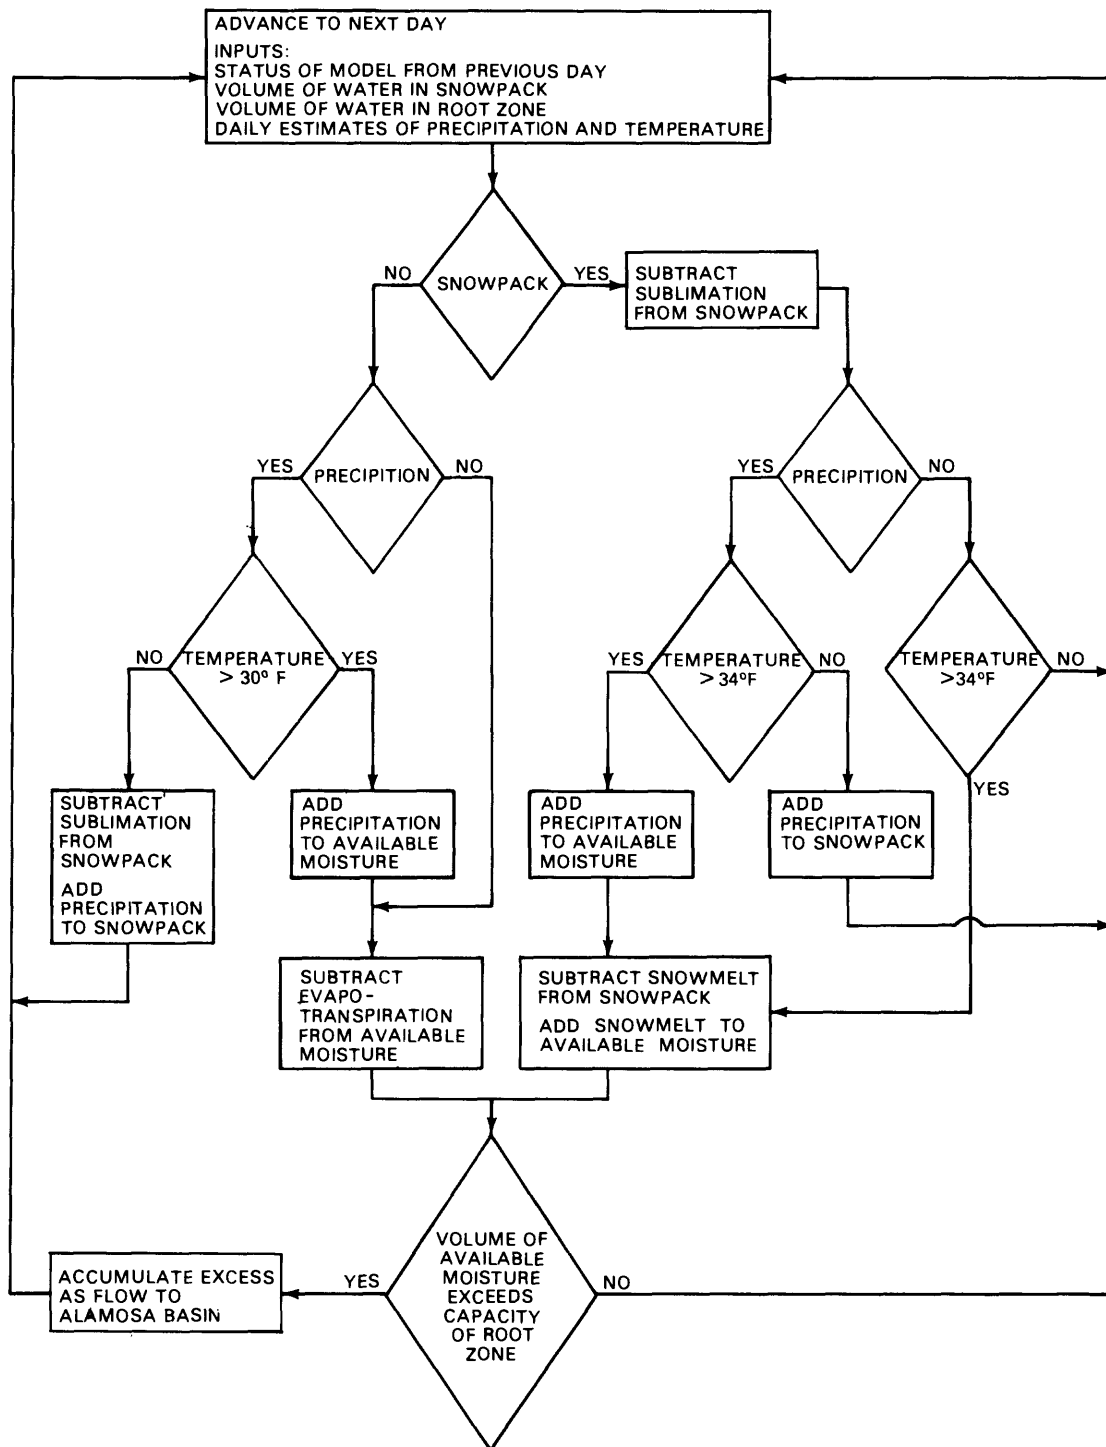 ADVANCE TO NEXT DAY
INPUTS:
STATUS OF MODEL FROM PREVIOUS DAY
VOLUME OF WATER IN SNOWPACK
VOLUME OF WATER IN ROOT ZONE
DAILY ESTIMATES OF PRECIPITATION AND TEMPERATURE
NO
SNOWPACK
YES
SUBTRACT
SUBLIMATION
FROM SNOWPACK
YES
PRECIPITION
NO
YES
PRECIPITION
NO
NO
TEMPERATURE
> 30° F
YES
YES
TEMPERATURE
>34°F
NO
TEMPERATURE
>34°F
NO
YES
SUBTRACT
SUBLIMATION
FROM
SNOWPACK
ADD
PRECIPITATION
TO SNOWPACK
ADD
PRECIPITATION
TO AVAILABLE
MOISTURE
ADD
PRECIPITATION
TO AVAILABLE
MOISTURE
ADD
PRECIPITATION
TO SNOWPACK
SUBTRACT
EVAPO-
TRANSPIRATION
FROM AVAILABLE
MOISTURE
SUBTRACT SNOWMELT
FROM SNOWPACK
ADD SNOWMELT TO
AVAILABLE MOISTURE
ACCUMULATE EXCESS
AS FLOW TO
ALAMOSA BASIN
YES
VOLUME OF
AVAILABLE
MOISTURE
EXCEEDS
CAPACITY
OF ROOT
ZONE
NO